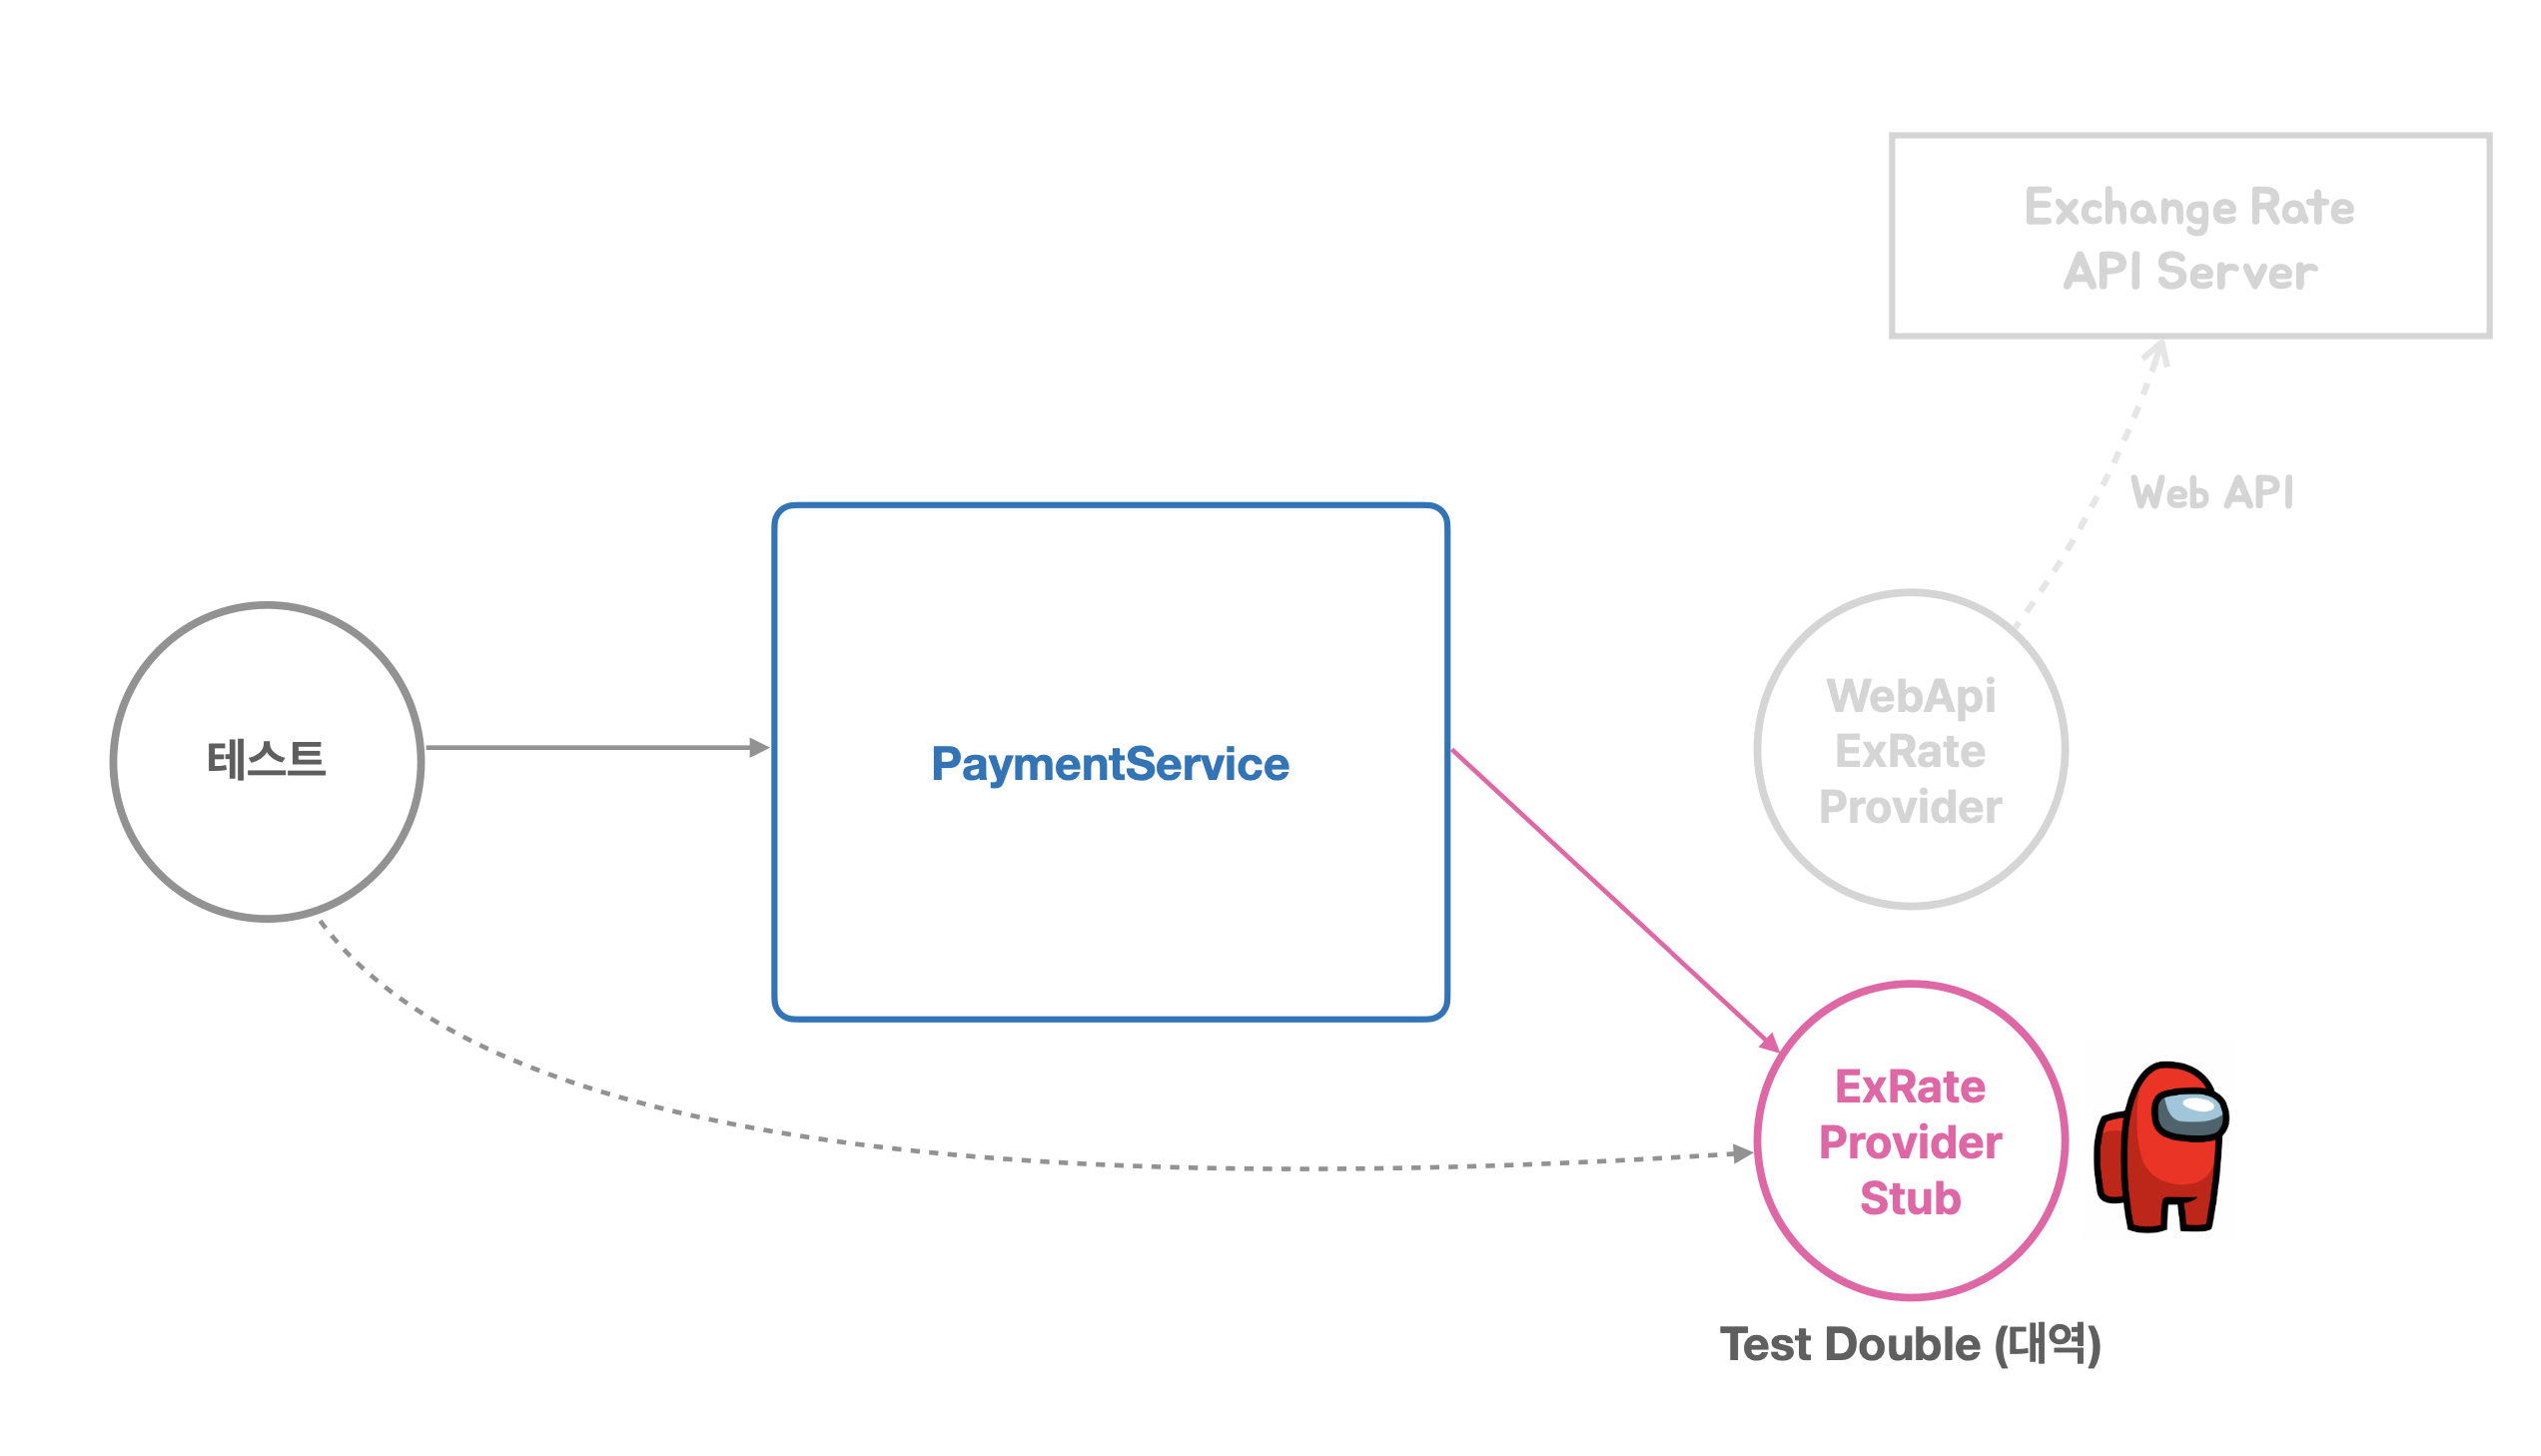 Exchange Rate
API Server
Web API
테스트
PaymentService
WebApi
ExRate
Provider
ExRate
Provider
Stub
Test Double (대역)